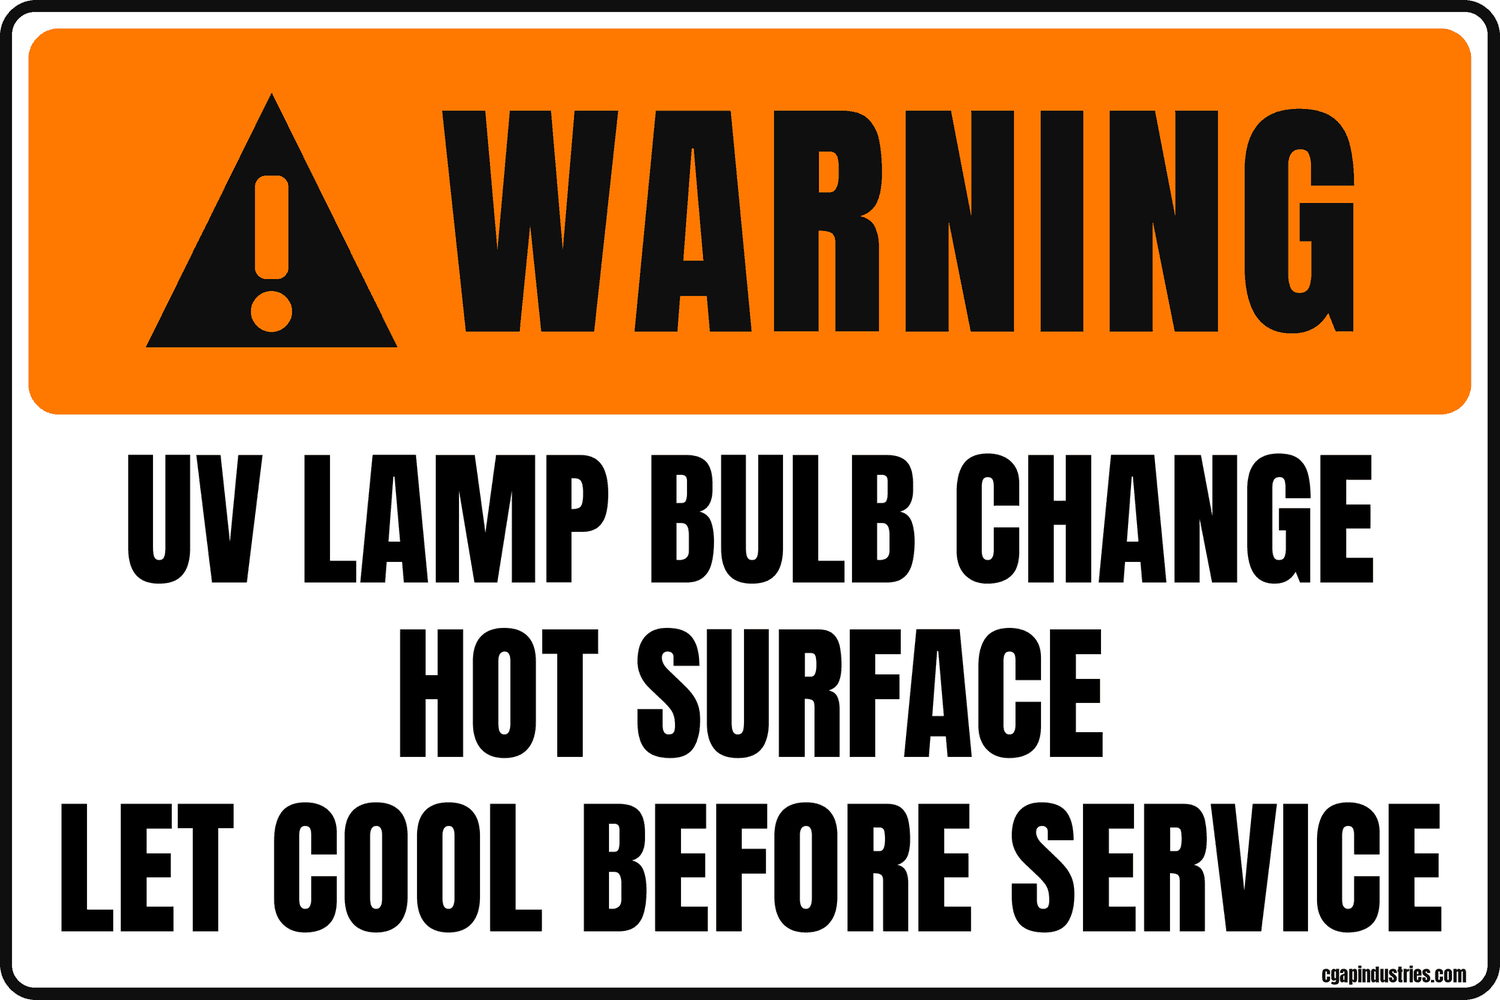 WARNING
UV LAMP BULB CHANGE
HOT SURFACE
LET COOL BEFORE SERVICE
cgapindustries.com